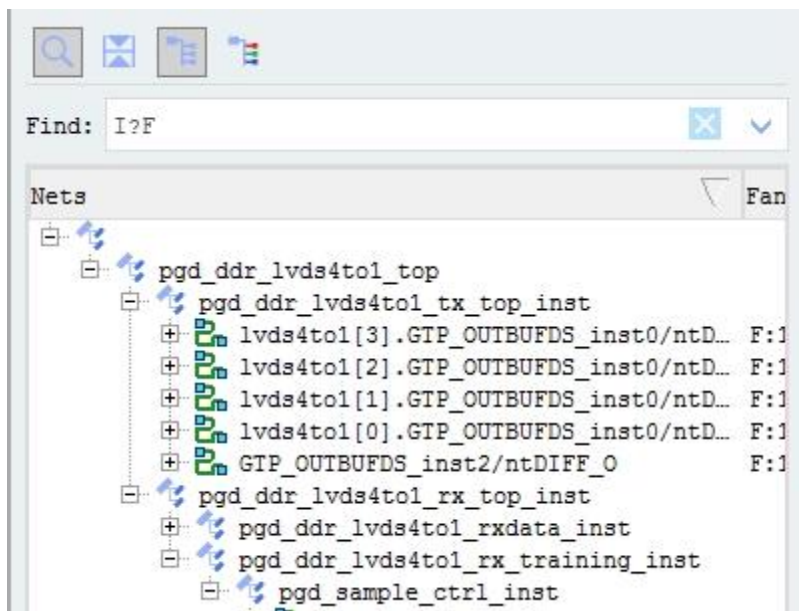 Find: I?F
Nets Fan
pgd_ddr_lvds4to1_top
pgd_ddr_lvds4to1_tx_top_inst
lvds4to1[3].GTP_OUTBUFDS_inst0/ntD… F:1
lvds4to1[2].GTP_OUTBUFDS_inst0/ntD… F:1
lvds4to1[1].GTP_OUTBUFDS_inst0/ntD… F:1
lvds4to1[0].GTP_OUTBUFDS_inst0/ntD… F:1
GTP_OUTBUFDS_inst2/ntDIFF_O F:1
pgd_ddr_lvds4to1_rx_top_inst
pgd_ddr_lvds4to1_rxdata_inst
pgd_ddr_lvds4to1_rx_training_inst
pgd_sample_ctrl_inst